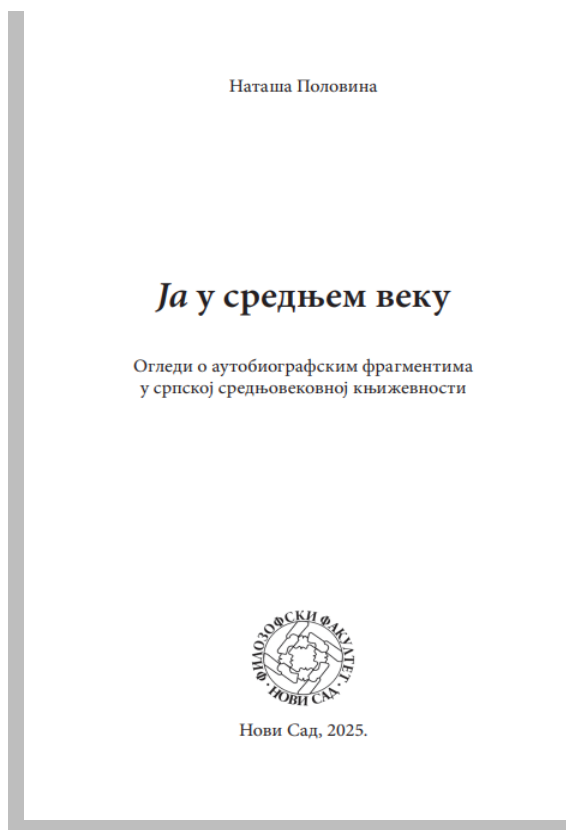 Наташа Половина
Ја у средњем веку
Огледи о аутобиографским фрагментима
у српској средњовековној књижевности
ФИЛОЗОФСКИ ФАКУЛТЕТ · НОВИ САД ·
Нови Сад, 2025.